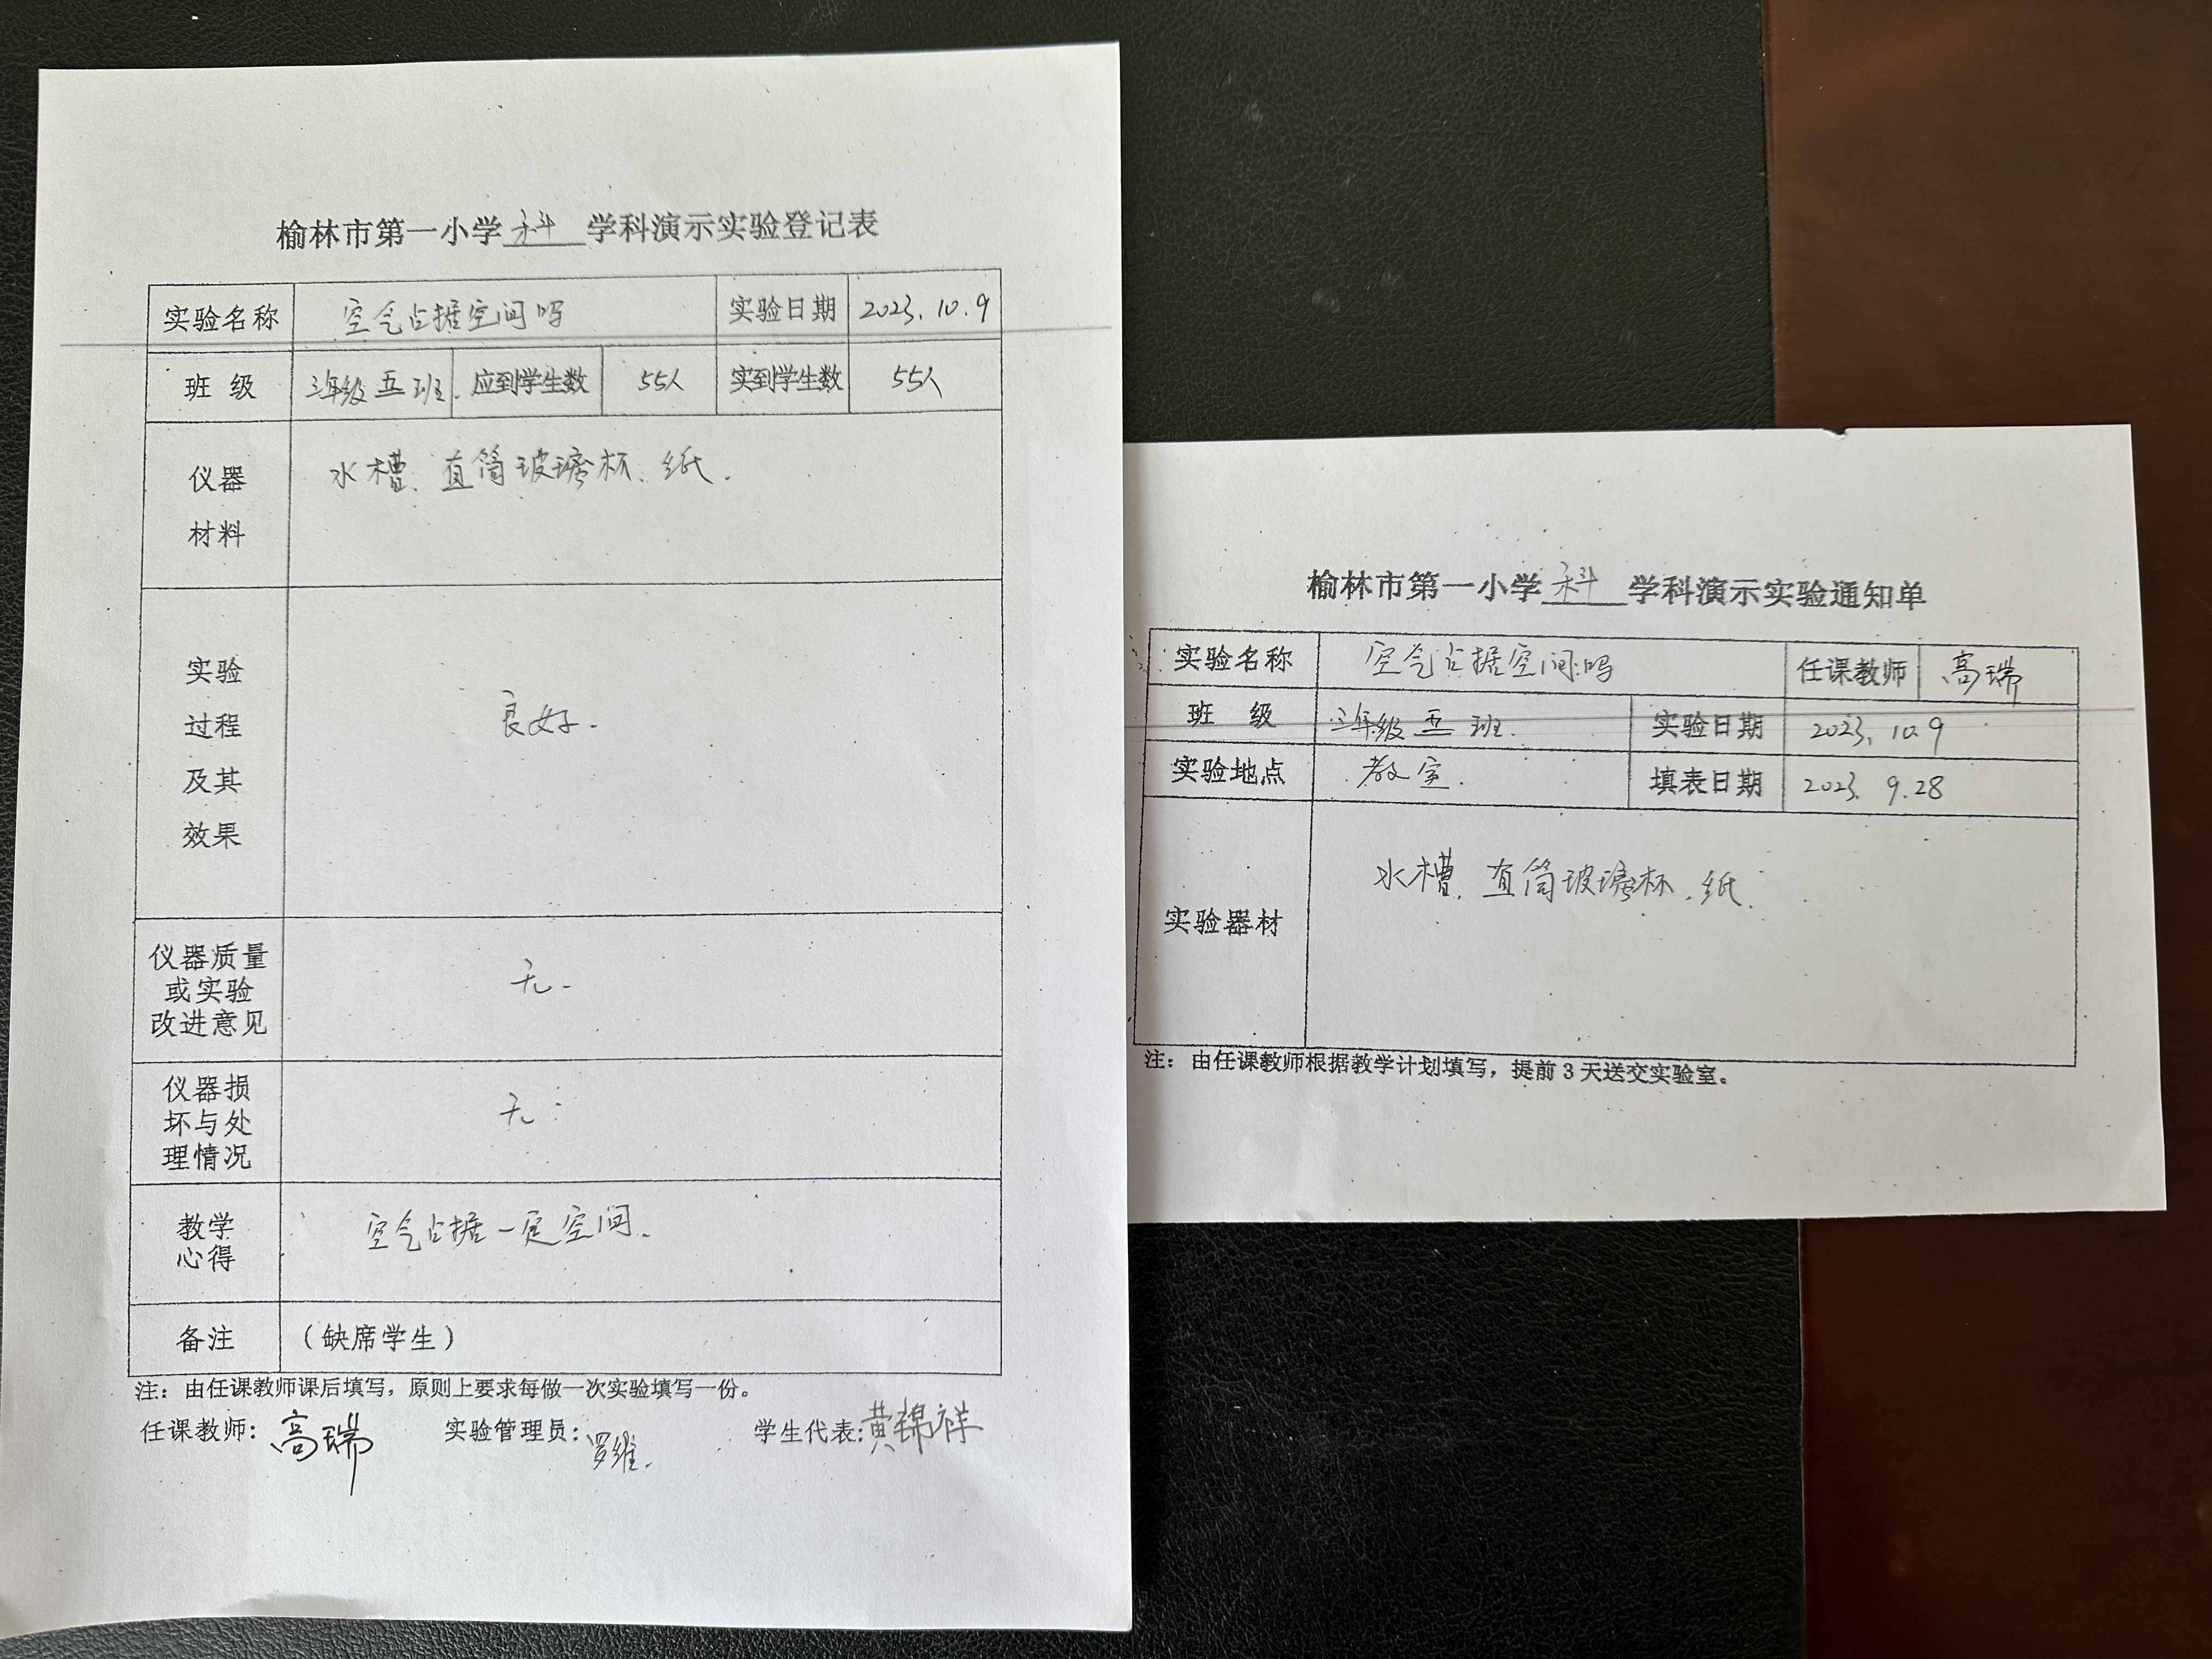 榆林市第一小学 科 学科演示实验登记表
实验名称 空气占据空间吗 实验日期 2023.10.9
班 级 三年级五班. 应到学生数 55人 实到学生数 55人
仪器
材料
水槽、直筒玻璃杯、纸.
实验
过程
及其
效果
良好.
仪器质量
或实验
改进意见
无.
仪器损
坏与处
理情况
无.
教学
心得
空气占据一定空间.
备注 (缺席学生)
注：由任课教师课后填写，原则上要求每做一次实验填写一份。
任课教师：高瑞 实验管理员：罗维. 学生代表：黄锦祥
榆林市第一小学 科 学科演示实验通知单
实验名称 空气占据空间吗 任课教师 高瑞
班 级 三年级五班. 实验日期 2023.10.9
实验地点 教室. 填表日期 2023.9.28
实验器材 水槽、直筒玻璃杯、纸.
注：由任课教师根据教学计划填写，提前3天送交实验室。